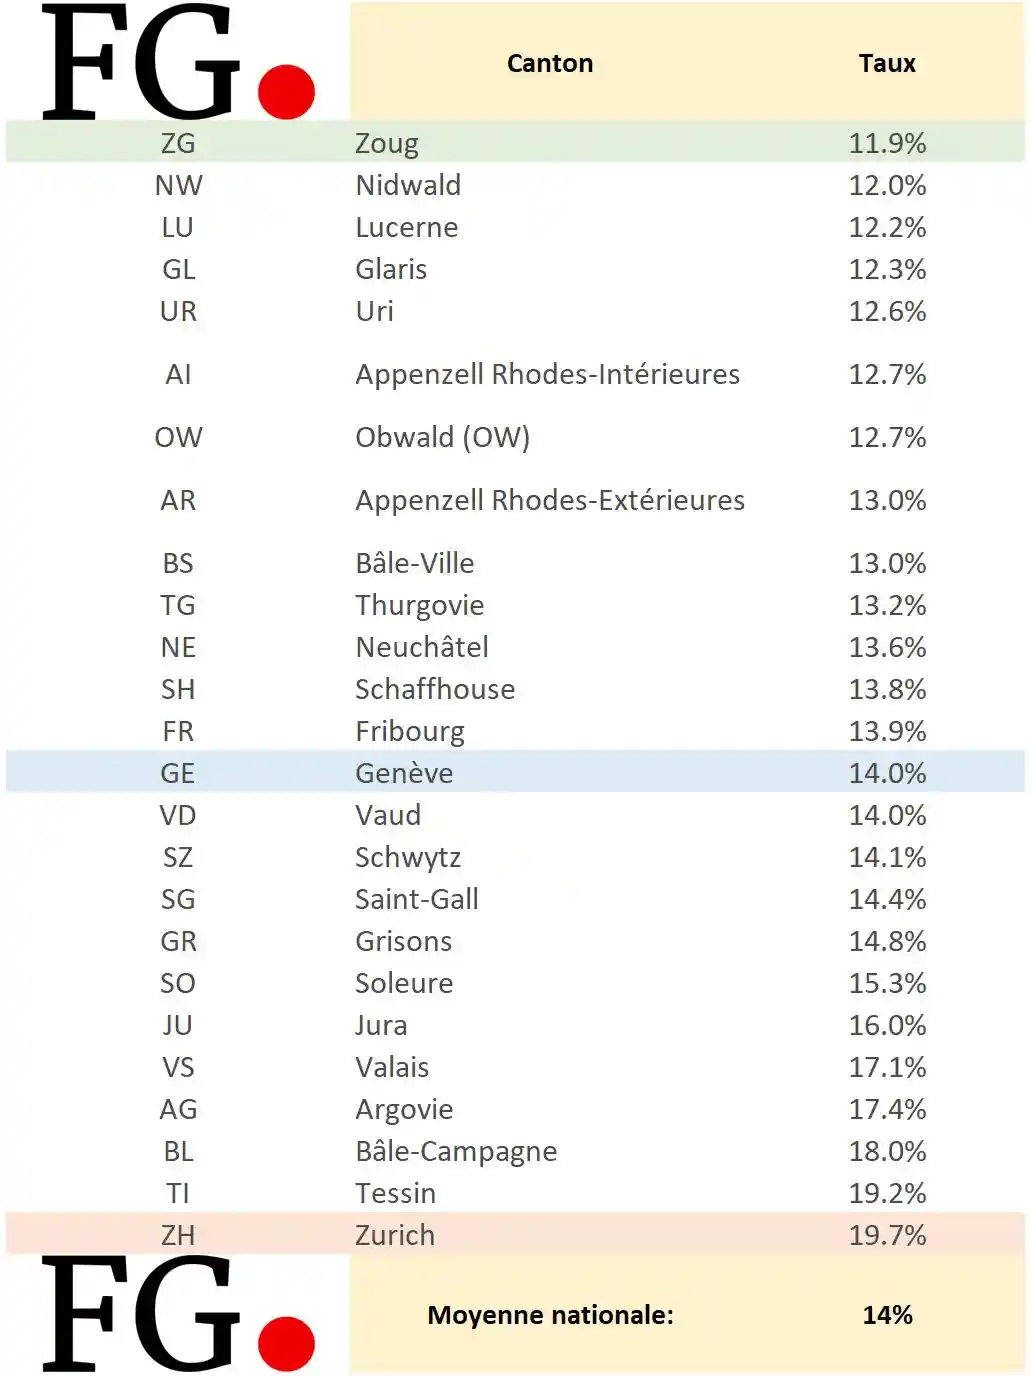 FG.
Canton Taux
ZG Zoug 11.9%
NW Nidwald 12.0%
LU Lucerne 12.2%
GL Glaris 12.3%
UR Uri 12.6%
AI Appenzell Rhodes-Intérieures 12.7%
OW Obwald (OW) 12.7%
AR Appenzell Rhodes-Extérieures 13.0%
BS Bâle-Ville 13.0%
TG Thurgovie 13.2%
NE Neuchâtel 13.6%
SH Schaffhouse 13.8%
FR Fribourg 13.9%
GE Genève 14.0%
VD Vaud 14.0%
SZ Schwytz 14.1%
SG Saint-Gall 14.4%
GR Grisons 14.8%
SO Soleure 15.3%
JU Jura 16.0%
VS Valais 17.1%
AG Argovie 17.4%
BL Bâle-Campagne 18.0%
TI Tessin 19.2%
ZH Zurich 19.7%
FG.
Moyenne nationale: 14%